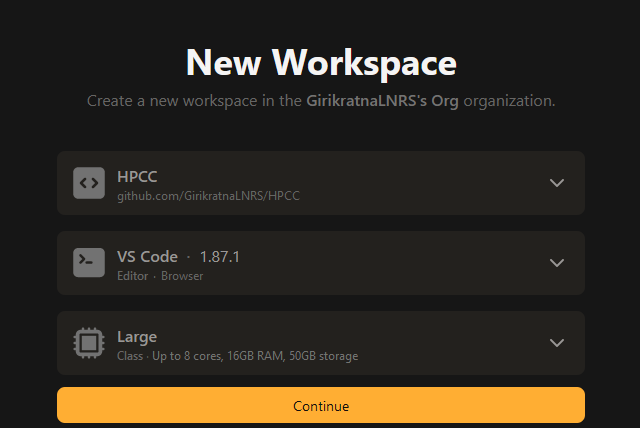 New Workspace
Create a new workspace in the GirikratnaLNRS's Org organization.
HPCC
github.com/GirikratnaLNRS/HPCC
VS Code · 1.87.1
Editor · Browser
Large
Class · Up to 8 cores, 16GB RAM, 50GB storage
Continue